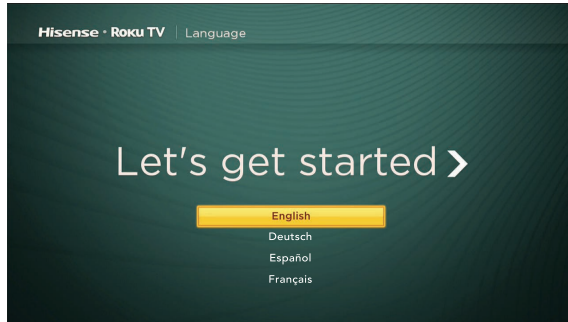 Hisense • Roku TV | Language
Let's get started >
English
Deutsch
Español
Français